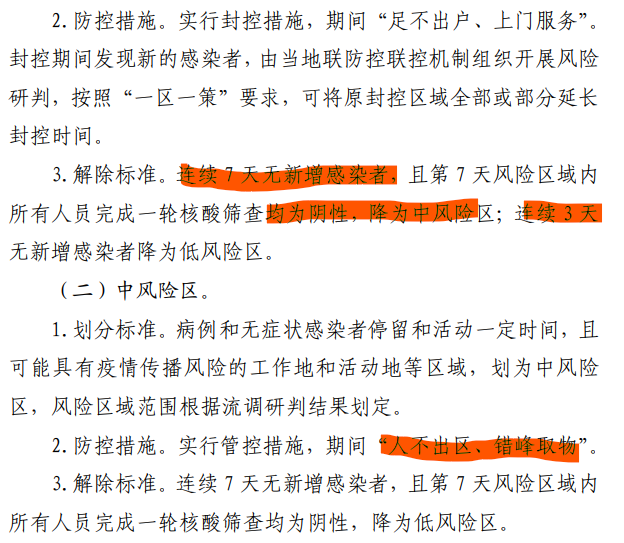 2. 防控措施。实行封控措施，期间“足不出户、上门服务”。
封控期间发现新的感染者，由当地联防联控机制组织开展风险
研判，按照“一区一策”要求，可将原封控区域全部或部分延长
封控时间。
3. 解除标准。连续 7 天无新增感染者，且第 7 天风险区域内
所有人员完成一轮核酸筛查均为阴性，降为中风险区；连续 3 天
无新增感染者降为低风险区。
（二）中风险区。
1. 划分标准。病例和无症状感染者停留和活动一定时间，且
可能具有疫情传播风险的工作地和活动地等区域，划为中风险
区，风险区域范围根据流调研判结果划定。
2. 防控措施。实行管控措施，期间“人不出区、错峰取物”。
3. 解除标准。连续 7 天无新增感染者，且第 7 天风险区域内
所有人员完成一轮核酸筛查均为阴性，降为低风险区。